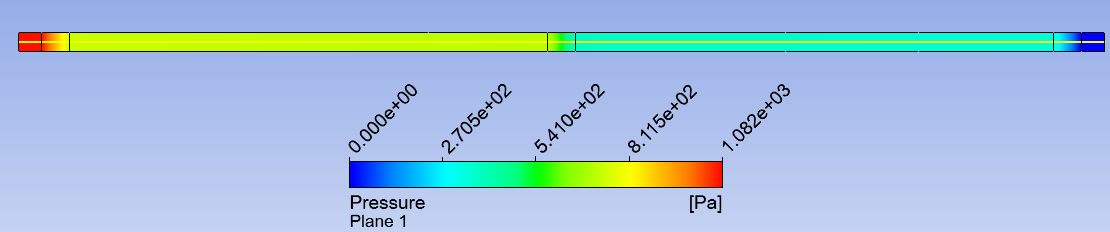 0.000e+00
2.705e+02
5.410e+02
8.115e+02
1.082e+03
Pressure [Pa]
Plane 1